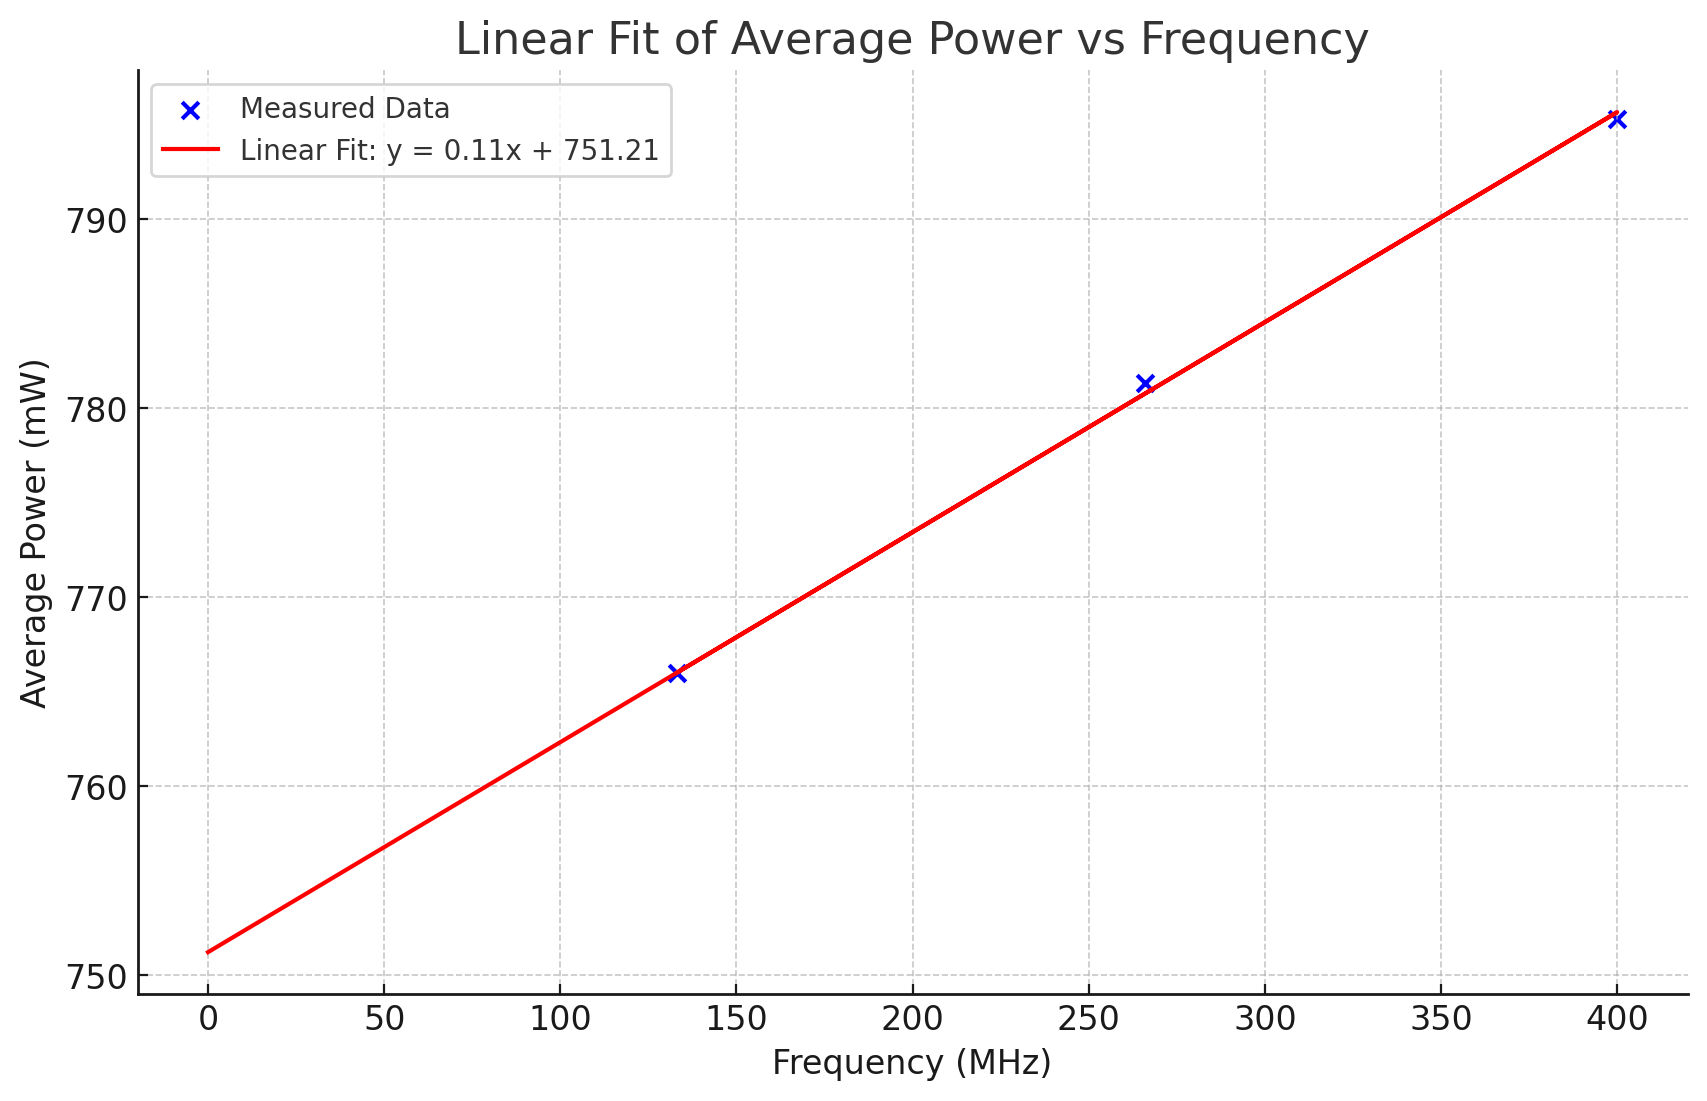 Linear Fit of Average Power vs Frequency
Measured Data
Linear Fit: y = 0.11x + 751.21
Average Power (mW)
790
780
770
760
750
0 50 100 150 200 250 300 350 400
Frequency (MHz)